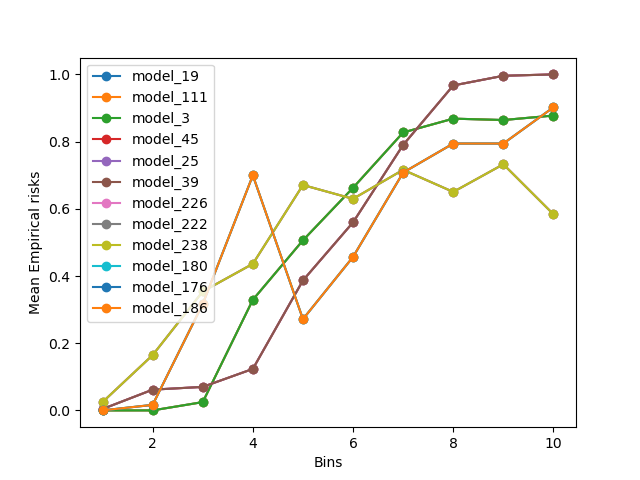 1.0
0.8
0.6
0.4
0.2
0.0
Mean Empirical risks
model_19
model_111
model_3
model_45
model_25
model_39
model_226
model_222
model_238
model_180
model_176
model_186
2 4 6 8 10
Bins